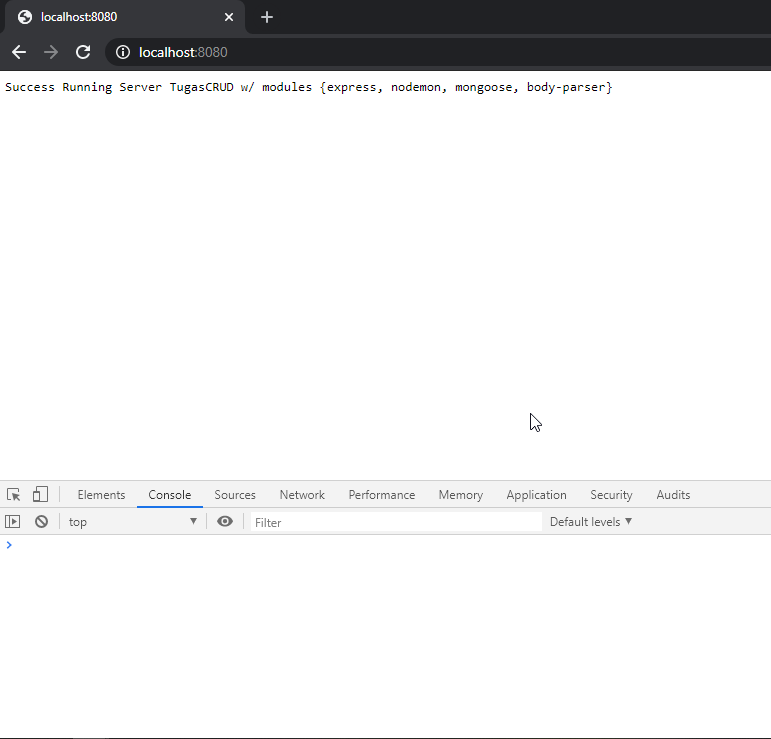 localhost:8080
localhost:8080
Success Running Server TugasCRUD w/ modules {express, nodemon, mongoose, body-parser}
Elements Console Sources Network Performance Memory Application Security Audits
top Filter Default levels